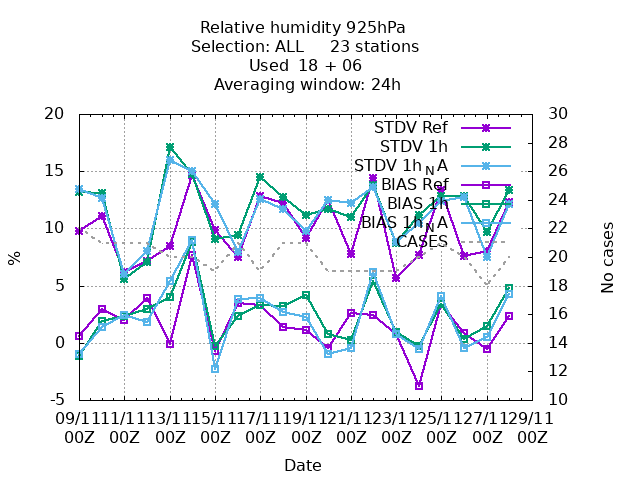 Relative humidity 925hPa
Selection: ALL 23 stations
Used 18 + 06
Averaging window: 24h
20
15
10
5
0
-5
%
30
28
26
24
22
20
18
16
14
12
10
No cases
STDV Ref
STDV 1h
STDV 1h_NA
BIAS Ref
BIAS 1h
BIAS 1h_NA
CASES
09/11 11/11 13/11 15/11 17/11 19/11 21/11 23/11 25/11 27/11 29/11
00Z 00Z 00Z 00Z 00Z 00Z 00Z 00Z 00Z 00Z 00Z
Date